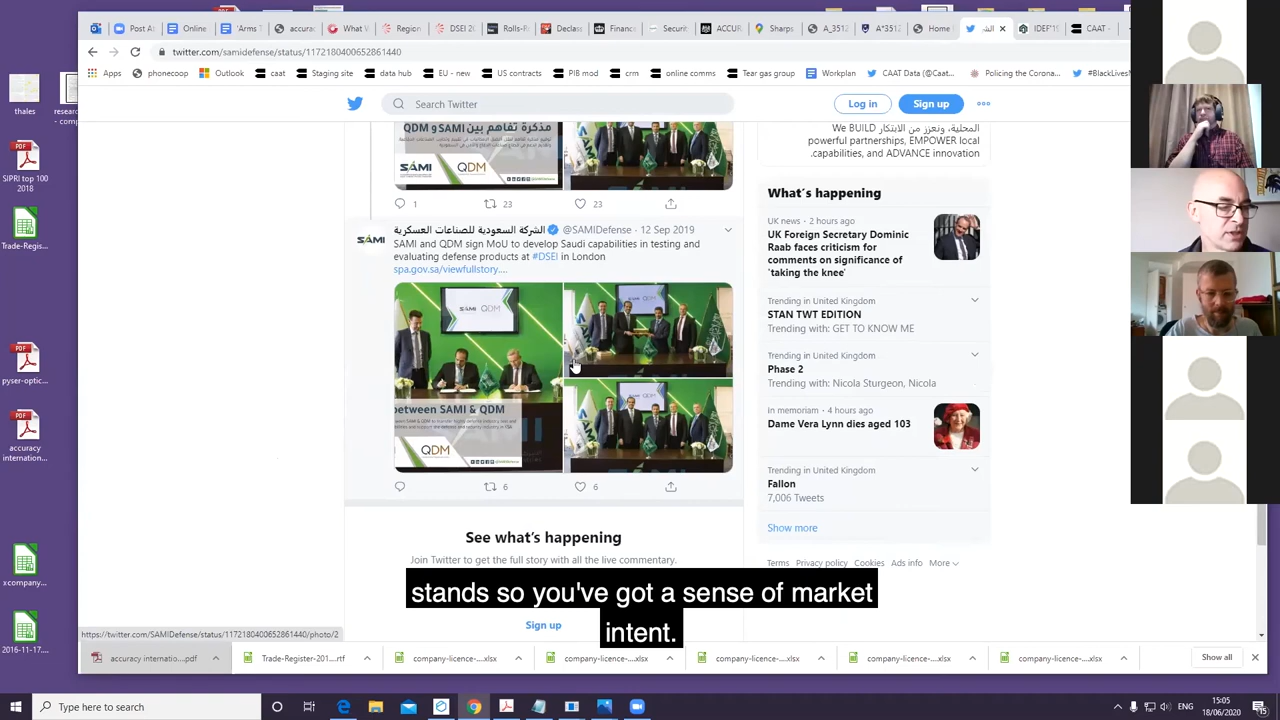 Post Al
Online
Arms T
:accurac
What t
Region
DSEI 20
Rolls-Ro
Declass
Financ
Securit
ACCUR
Sharps
A_3512
A*3512
Home |
الش
IDEF'19
CAAT -
twitter.com/samidefense/status/1172180400652861440
Apps
phonecoop
Outlook
caat
Staging site
data hub
EU - new
US contracts
PIB mod
crm
online comms
Tear gas group
Workplan
CAAT Data (@Caat...
Policing the Corona...
#BlackLivesM
thales
resear
- comp
SIPRI top 100
2018
Trade-Regis...
pyser-optic...
accuracy
internation...
xcompany...
2016-11-17....
Search Twitter
Log in
Sign up
مذكرة تفاهم بين SAMI و QDM
SAMI
QDM
1
23
23
المحلية، ونعزز من الابتكار We BUILD
powerful partnerships, EMPOWER local
.capabilities, and ADVANCE innovation
الشركة السعودية للصناعات العسكرية @SAMIDefense · 12 Sep 2019
SAMI and QDM sign MoU to develop Saudi capabilities in testing and
evaluating defense products at #DSEI in London
spa.gov.sa/viewfullstory....
SAMI QDM
between SAMI & QDM
QDM
6
6
What's happening
UK news · 2 hours ago
UK Foreign Secretary Dominic
Raab faces criticism for
comments on significance of
'taking the knee'
Trending in United Kingdom
STAN TWT EDITION
Trending with: GET TO KNOW ME
Trending in United Kingdom
Phase 2
Trending with: Nicola Sturgeon, Nicola
In memoriam · 4 hours ago
Dame Vera Lynn dies aged 103
Trending in United Kingdom
Fallon
7,006 Tweets
Show more
Terms Privacy policy Cookies Ads info More
See what's happening
Join Twitter to get the full story with all the live commentary.
Sign up
stands so you've got a sense of market
intent.
https://twitter.com/SAMIDefense/status/1172180400652861440/photo/2
accuracy internatio....pdf
Trade-Register-201....rtf
company-licence-....xlsx
company-licence-....xlsx
company-licence-....xlsx
company-licence-....xlsx
company-licence-....xlsx
Show all
Type here to search
ENG
15:05
18/06/2020
15